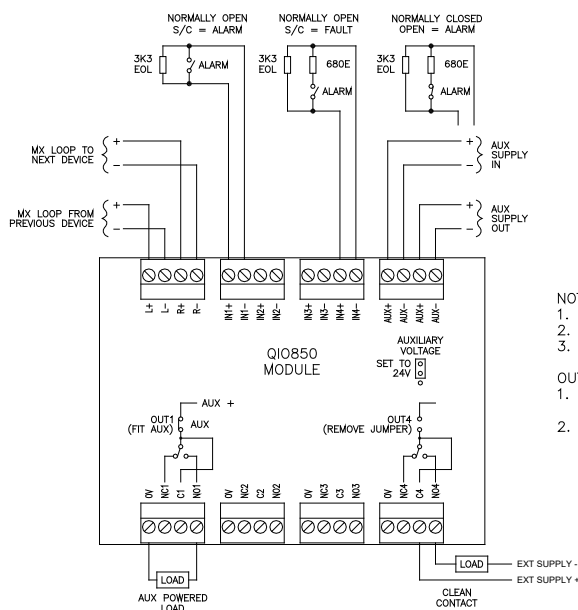 NORMALLY OPEN
S/C = ALARM
NORMALLY OPEN
S/C = FAULT
NORMALLY CLOSED
OPEN = ALARM
3K3
EOL
ALARM
3K3
EOL
680E
ALARM
3K3
EOL
680E
ALARM
MX LOOP TO
NEXT DEVICE
+
-
+
-
AUX
SUPPLY
IN
MX LOOP FROM
PREVIOUS DEVICE
+
-
+
-
AUX
SUPPLY
OUT
L+
L-
R+
R-
IN1+
IN1-
IN2+
IN2-
IN3+
IN3-
IN4+
IN4-
AUX+
AUX-
AUX+
AUX-
QIO850
MODULE
AUXILIARY
VOLTAGE
SET TO
24V
NOT
1.
2.
3.
OUT
1.
2.
AUX +
OUT1
(FIT AUX)
AUX
OUT4
(REMOVE JUMPER)
0V
NC1
C1
NO1
0V
NC2
C2
NO2
0V
NC3
C3
NO3
0V
NC4
C4
NO4
LOAD
AUX POWERED
LOAD
LOAD
EXT SUPPLY -
EXT SUPPLY +
CLEAN
CONTACT